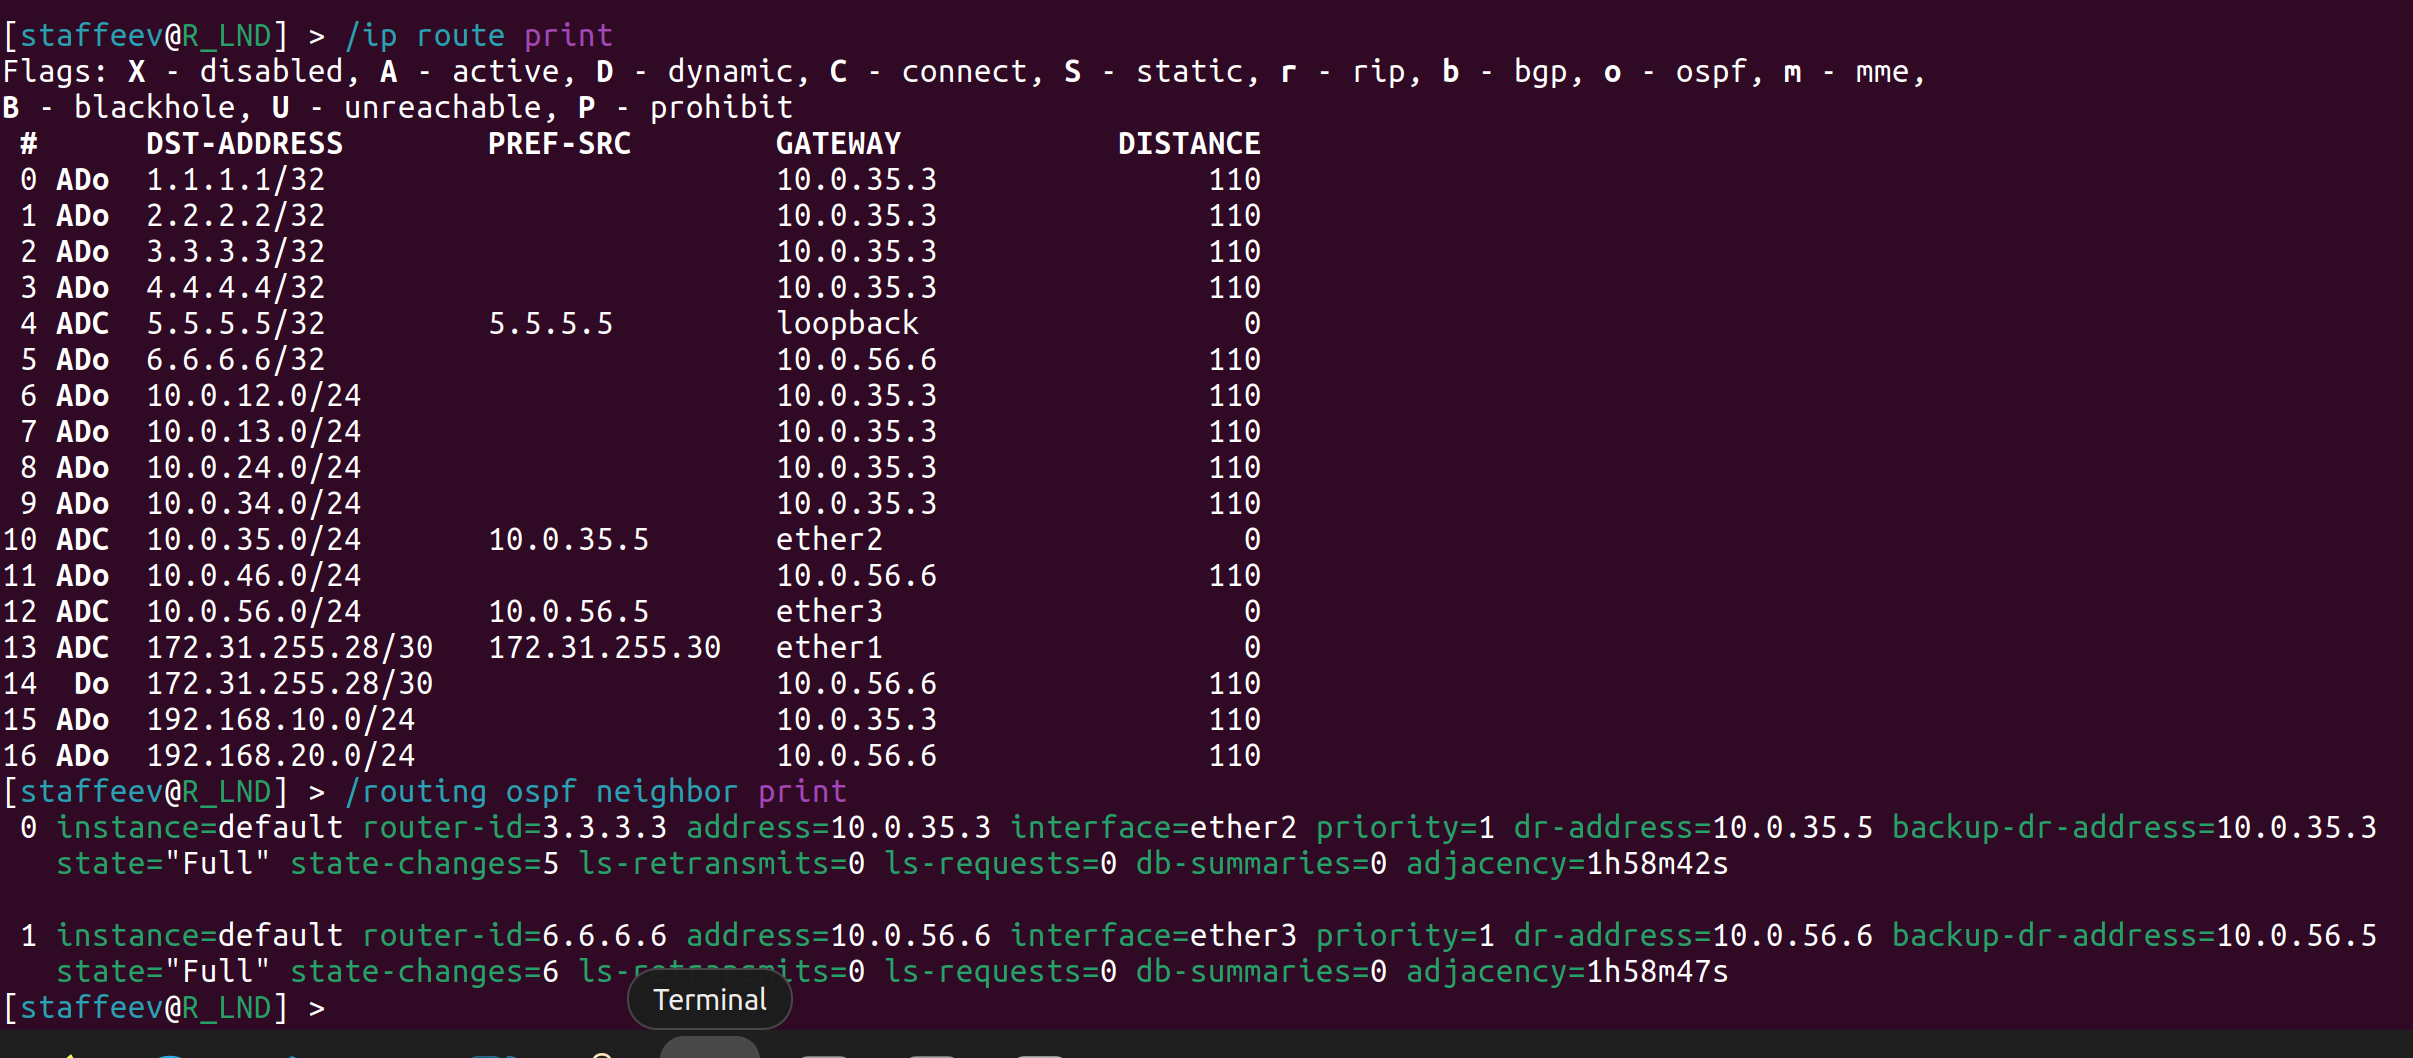 [staffeev@R_LND] > /ip route print
Flags: X - disabled, A - active, D - dynamic, C - connect, S - static, r - rip, b - bgp, o - ospf, m - mme,
B - blackhole, U - unreachable, P - prohibit
 #      DST-ADDRESS        PREF-SRC        GATEWAY            DISTANCE
 0 ADo  1.1.1.1/32                         10.0.35.3               110
 1 ADo  2.2.2.2/32                         10.0.35.3               110
 2 ADo  3.3.3.3/32                         10.0.35.3               110
 3 ADo  4.4.4.4/32                         10.0.35.3               110
 4 ADC  5.5.5.5/32         5.5.5.5         loopback                  0
 5 ADo  6.6.6.6/32                         10.0.56.6               110
 6 ADo  10.0.12.0/24                       10.0.35.3               110
 7 ADo  10.0.13.0/24                       10.0.35.3               110
 8 ADo  10.0.24.0/24                       10.0.35.3               110
 9 ADo  10.0.34.0/24                       10.0.35.3               110
10 ADC  10.0.35.0/24       10.0.35.5       ether2                    0
11 ADo  10.0.46.0/24                       10.0.56.6               110
12 ADC  10.0.56.0/24       10.0.56.5       ether3                    0
13 ADC  172.31.255.28/30   172.31.255.30   ether1                    0
14  Do  172.31.255.28/30                   10.0.56.6               110
15 ADo  192.168.10.0/24                    10.0.35.3               110
16 ADo  192.168.20.0/24                    10.0.56.6               110
[staffeev@R_LND] > /routing ospf neighbor print
 0 instance=default router-id=3.3.3.3 address=10.0.35.3 interface=ether2 priority=1 dr-address=10.0.35.5 backup-dr-address=10.0.35.3
   state="Full" state-changes=5 ls-retransmits=0 ls-requests=0 db-summaries=0 adjacency=1h58m42s
 1 instance=default router-id=6.6.6.6 address=10.0.56.6 interface=ether3 priority=1 dr-address=10.0.56.6 backup-dr-address=10.0.56.5
   state="Full" state-changes=6 ls-retransmits=0 ls-requests=0 db-summaries=0 adjacency=1h58m47s
[staffeev@R_LND] >
Terminal